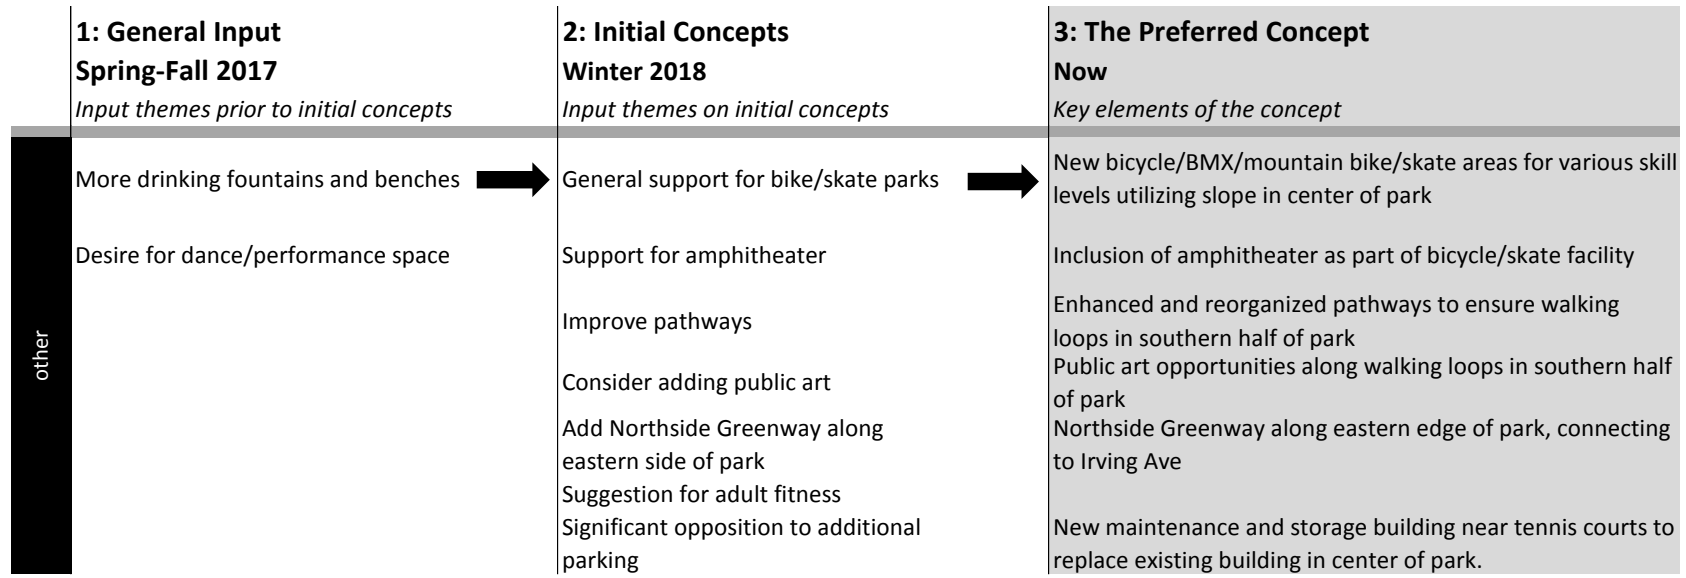 1: General Input
Spring-Fall 2017
Input themes prior to initial concepts
2: Initial Concepts
Winter 2018
Input themes on initial concepts
3: The Preferred Concept
Now
Key elements of the concept
other
More drinking fountains and benches
General support for bike/skate parks
New bicycle/BMX/mountain bike/skate areas for various skill
levels utilizing slope in center of park
Desire for dance/performance space
Support for amphitheater
Inclusion of amphitheater as part of bicycle/skate facility
Improve pathways
Enhanced and reorganized pathways to ensure walking
loops in southern half of park
Consider adding public art
Public art opportunities along walking loops in southern half
of park
Add Northside Greenway along
eastern side of park
Northside Greenway along eastern edge of park, connecting
to Irving Ave
Suggestion for adult fitness
Significant opposition to additional
parking
New maintenance and storage building near tennis courts to
replace existing building in center of park.